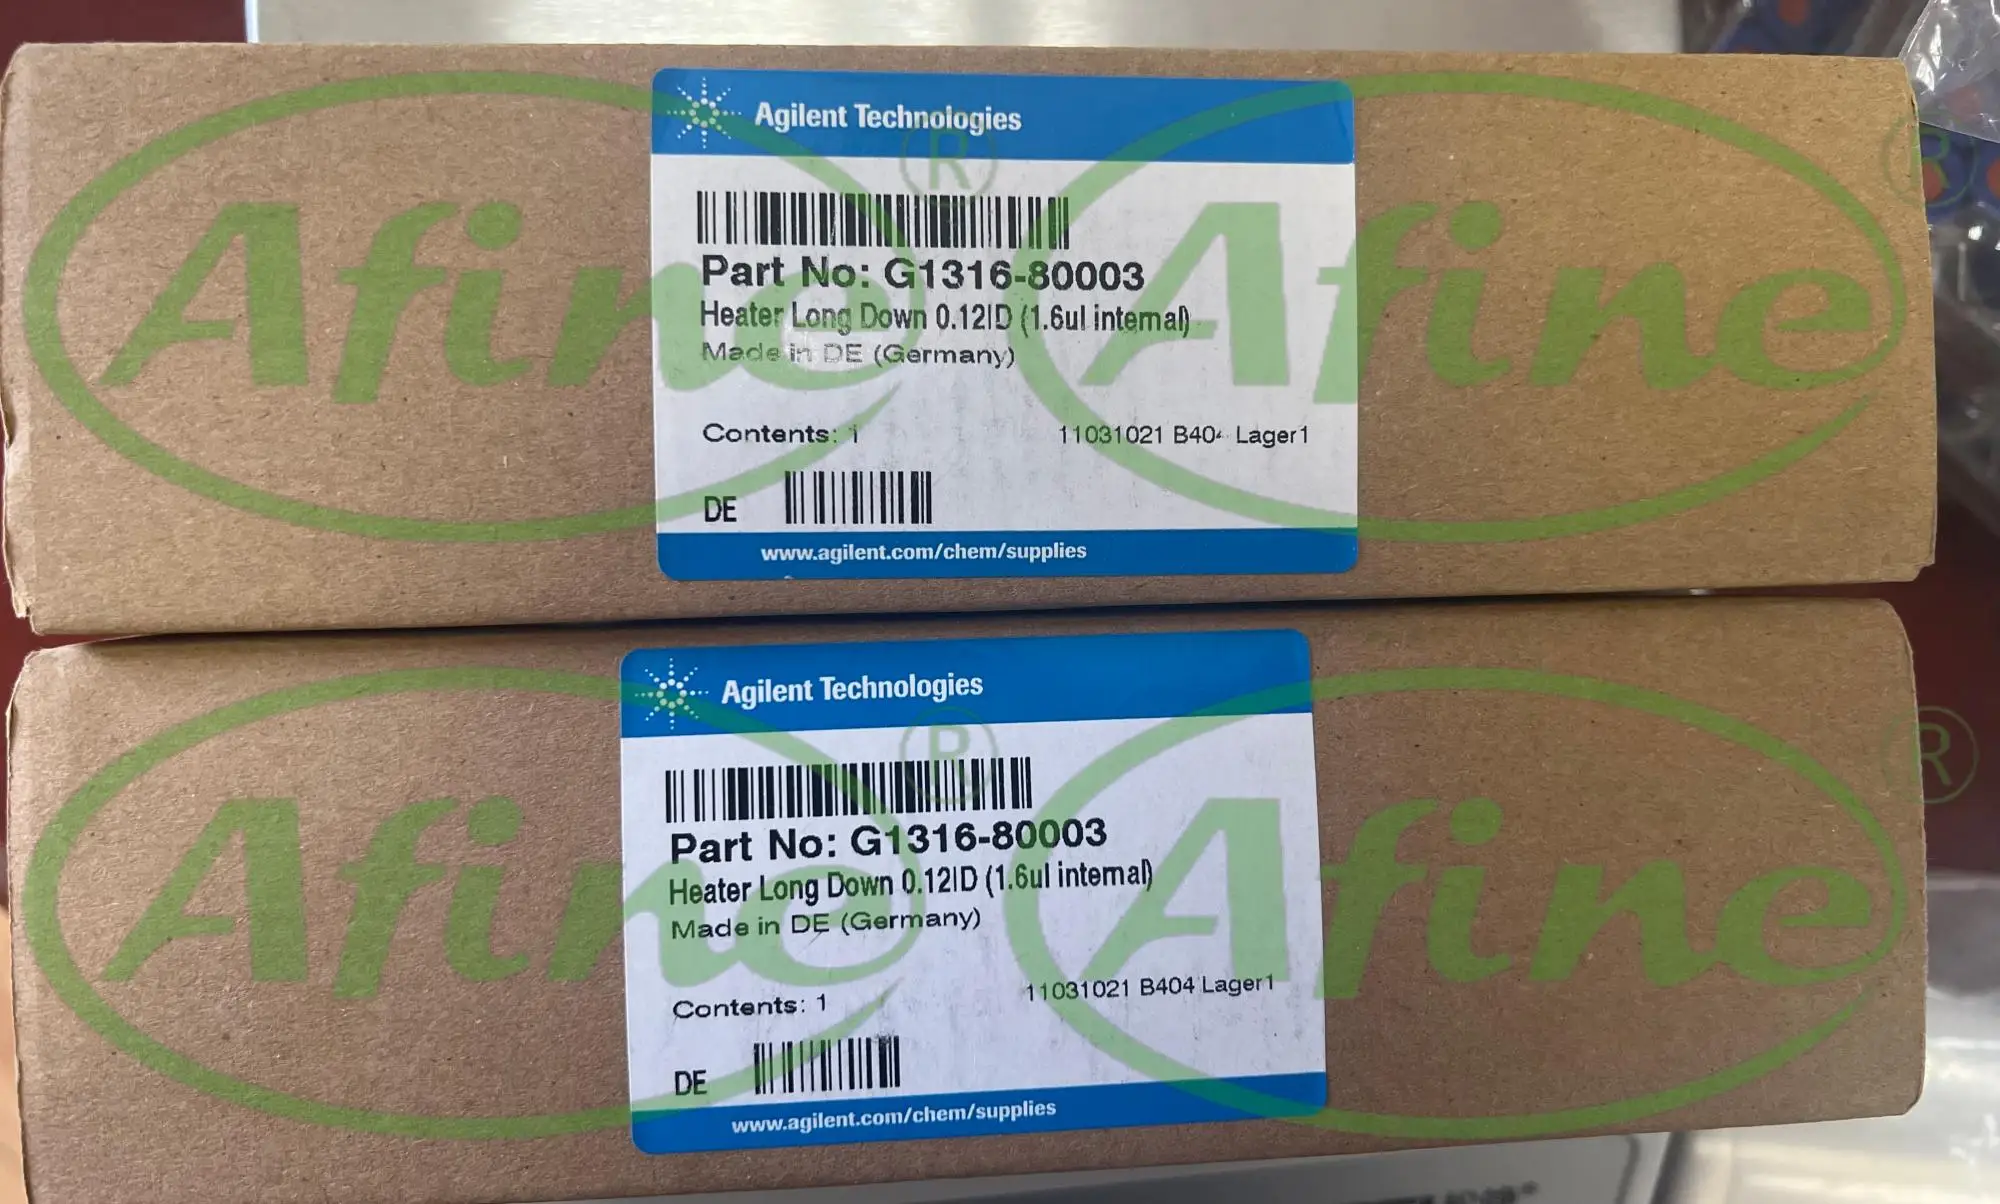 Agilent Technologies
Part No: G1316-80003
Heater Long Down 0.12ID (1.6ul internal)
Made in DE (Germany)
Contents: 1
11031021 B404 Lager1
DE
www.agilent.com/chem/supplies
Agilent Technologies
Part No: G1316-80003
Heater Long Down 0.12ID (1.6ul internal)
Made in DE (Germany)
Contents: 1
11031021 B404 Lager1
DE
www.agilent.com/chem/supplies
Afine ®
Afine ®
Afine ®
Afine ®